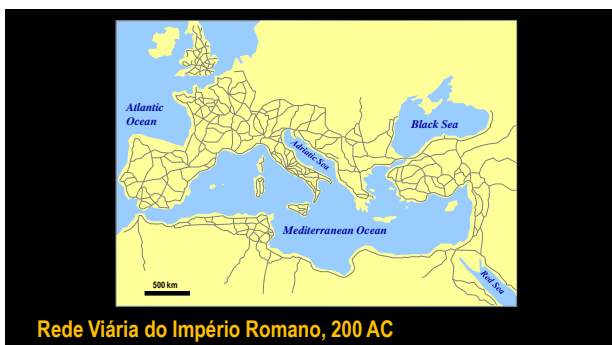 Atlantic
Ocean
Black Sea
Adriatic Sea
Mediterranean Ocean
Red Sea
500 km
Rede Viária do Império Romano, 200 AC